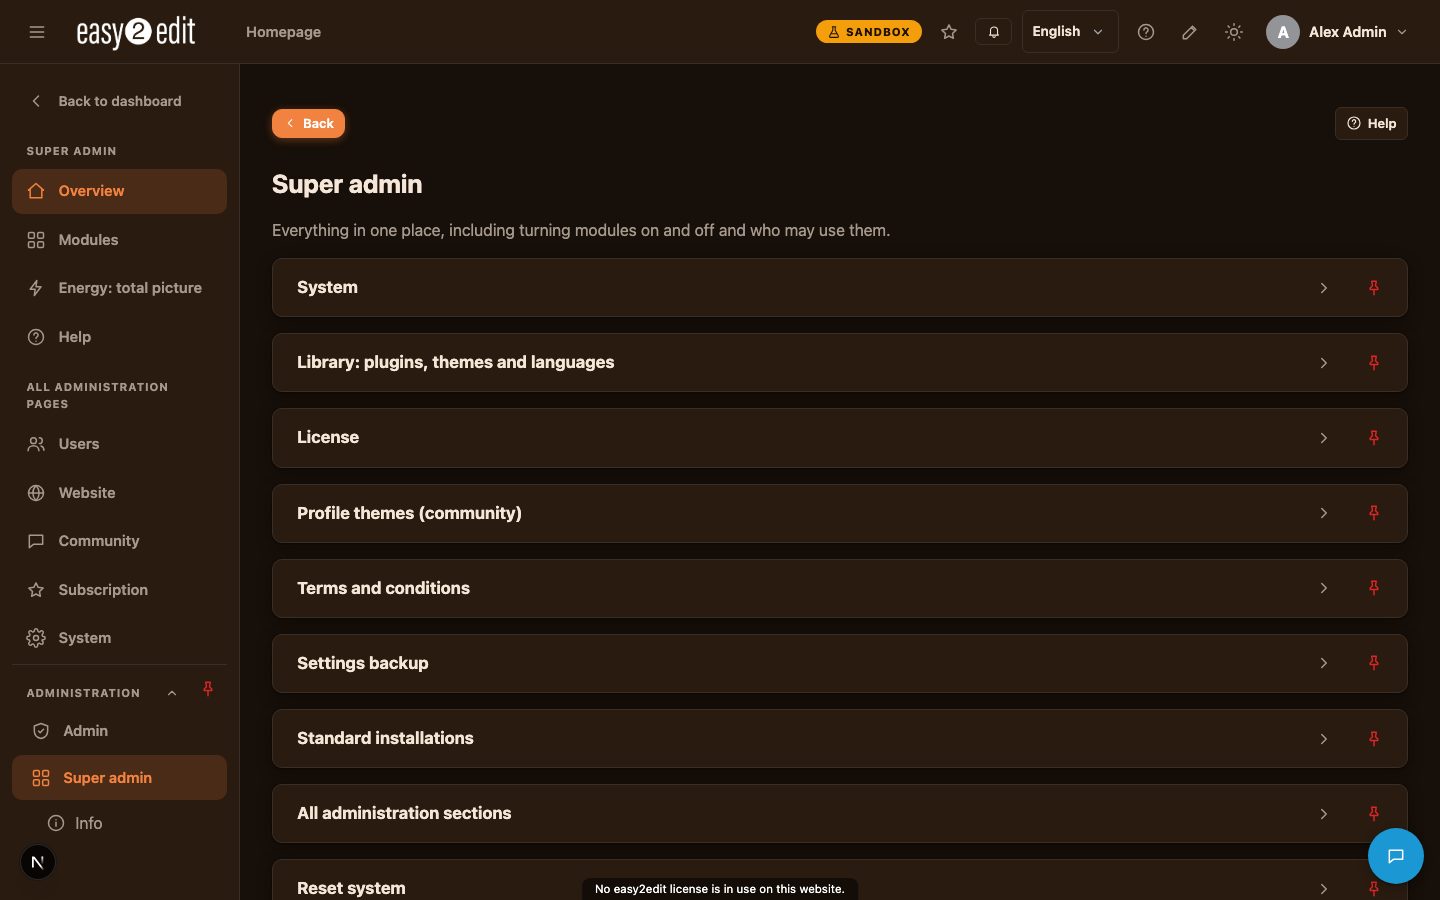 easy2edit
Homepage
SANDBOX
English
A
Alex Admin
Back to dashboard
SUPER ADMIN
Overview
Modules
Energy: total picture
Help
ALL ADMINISTRATION
PAGES
Users
Website
Community
Subscription
System
ADMINISTRATION
Admin
Super admin
Info
N
Back
Help
Super admin
Everything in one place, including turning modules on and off and who may use them.
System
Library: plugins, themes and languages
License
Profile themes (community)
Terms and conditions
Settings backup
Standard installations
All administration sections
Reset system
No easy2edit license is in use on this website.